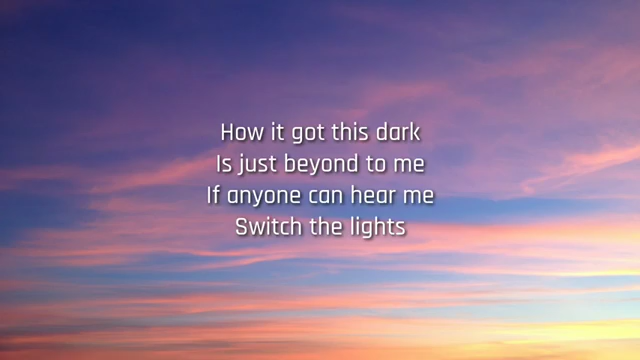 How it got this dark
Is just beyond to me
If anyone can hear me
Switch the lights